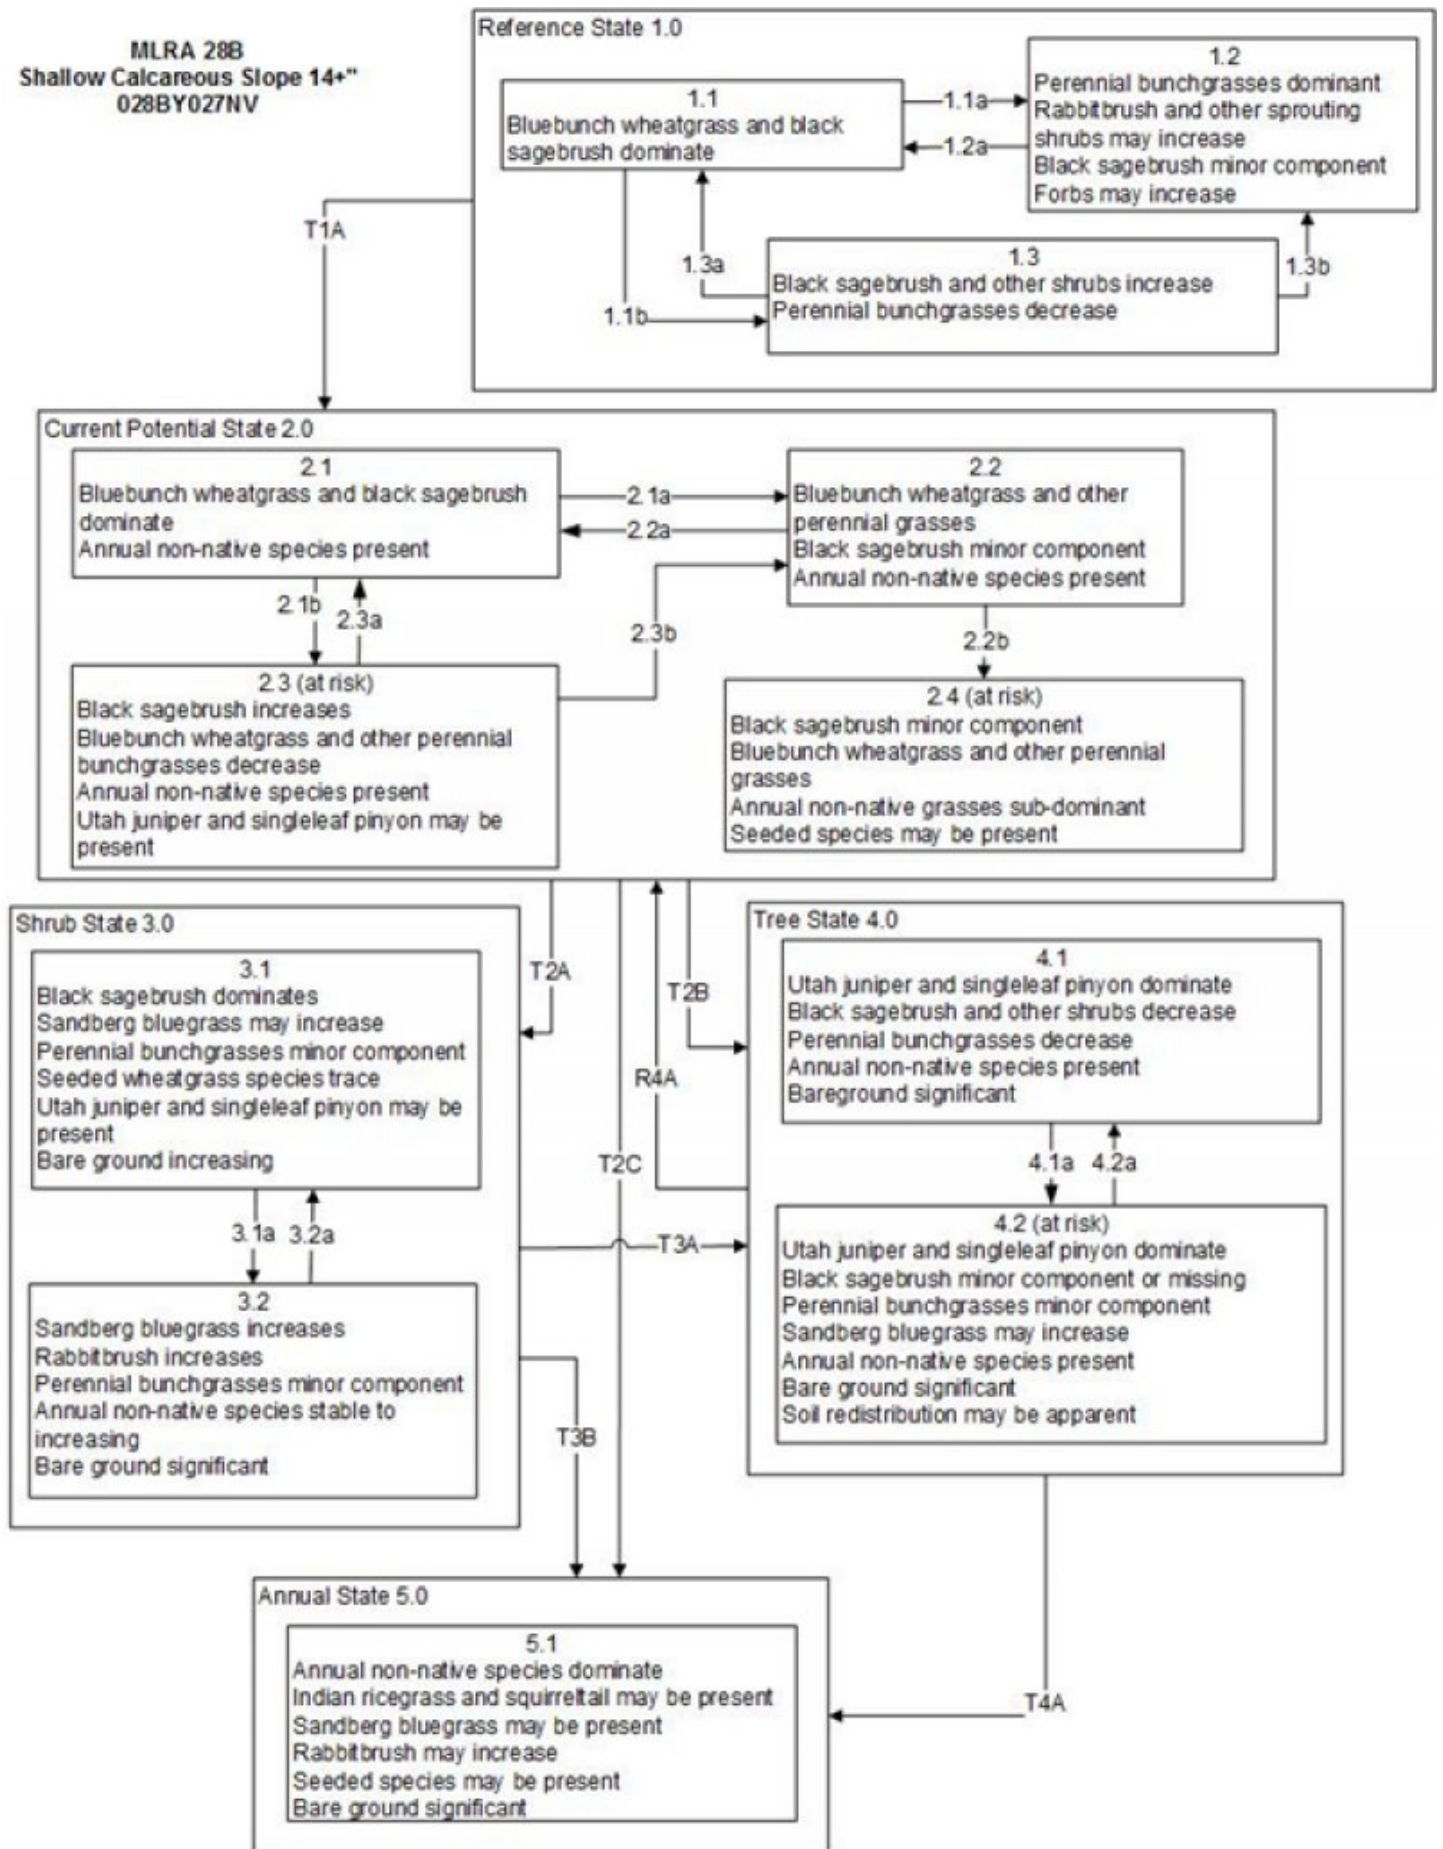 MLRA 28B
Shallow Calcareous Slope 14+"
028BY027NV
Reference State 1.0
1.1
Bluebunch wheatgrass and black
sagebrush dominate
1.1a
1.2a
1.2
Perennial bunchgrasses dominant
Rabbitbrush and other sprouting
shrubs may increase
Black sagebrush minor component
Forbs may increase
T1A
1.3a
1.1b
1.3
Black sagebrush and other shrubs increase
Perennial bunchgrasses decrease
1.3b
Current Potential State 2.0
2.1
Bluebunch wheatgrass and black sagebrush
dominate
Annual non-native species present
2.1a
2.2a
2.2
Bluebunch wheatgrass and other
perennial grasses
Black sagebrush minor component
Annual non-native species present
2.1b
2.3a
2.3b
2.2b
2.3 (at risk)
Black sagebrush increases
Bluebunch wheatgrass and other perennial
bunchgrasses decrease
Annual non-native species present
Utah juniper and singleleaf pinyon may be
present
2.4 (at risk)
Black sagebrush minor component
Bluebunch wheatgrass and other perennial
grasses
Annual non-native grasses sub-dominant
Seeded species may be present
Shrub State 3.0
3.1
Black sagebrush dominates
Sandberg bluegrass may increase
Perennial bunchgrasses minor component
Seeded wheatgrass species trace
Utah juniper and singleleaf pinyon may be
present
Bare ground increasing
T2A
T2B
R4A
T2C
Tree State 4.0
4.1
Utah juniper and singleleaf pinyon dominate
Black sagebrush and other shrubs decrease
Perennial bunchgrasses decrease
Annual non-native species present
Bareground significant
3.1a
3.2a
T3A
4.1a
4.2a
3.2
Sandberg bluegrass increases
Rabbitbrush increases
Perennial bunchgrasses minor component
Annual non-native species stable to
increasing
Bare ground significant
T3B
4.2 (at risk)
Utah juniper and singleleaf pinyon dominate
Black sagebrush minor component or missing
Perennial bunchgrasses minor component
Sandberg bluegrass may increase
Annual non-native species present
Bare ground significant
Soil redistribution may be apparent
Annual State 5.0
5.1
Annual non-native species dominate
Indian ricegrass and squirreltail may be present
Sandberg bluegrass may be present
Rabbitbrush may increase
Seeded species may be present
Bare ground significant
T4A